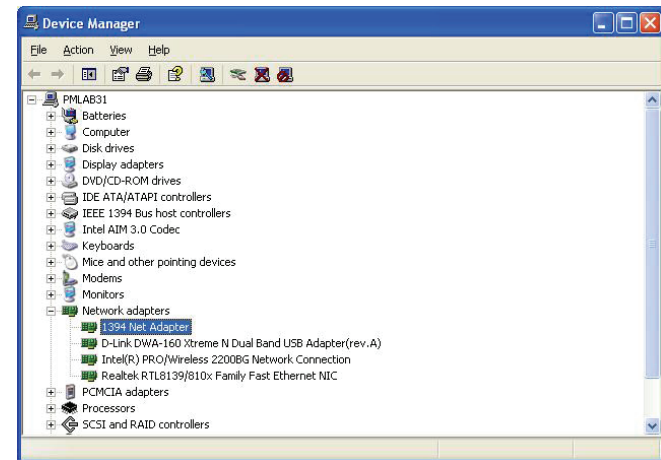 Device Manager
File Action View Help
PMLAB31
Batteries
Computer
Disk drives
Display adapters
DVD/CD-ROM drives
IDE ATA/ATAPI controllers
IEEE 1394 Bus host controllers
Intel AIM 3.0 Codec
Keyboards
Mice and other pointing devices
Modems
Monitors
Network adapters
1394 Net Adapter
D-Link DWA-160 Xtreme N Dual Band USB Adapter(rev.A)
Intel(R) PRO/Wireless 2200BG Network Connection
Realtek RTL8139/810x Family Fast Ethernet NIC
PCMCIA adapters
Processors
SCSI and RAID controllers